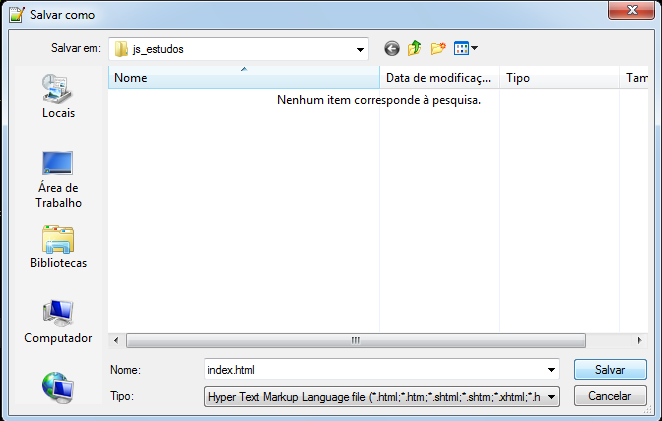 Salvar como
Salvar em: js_estudos
Nome Data de modificaç... Tipo Tam
Nenhum item corresponde à pesquisa.
Locais
Área de
Trabalho
Bibliotecas
Computador
Nome: index.html Salvar
Tipo: Hyper Text Markup Language file (*.html;*.htm;*.shtml;*.shtm;*.xhtml;*.h Cancelar